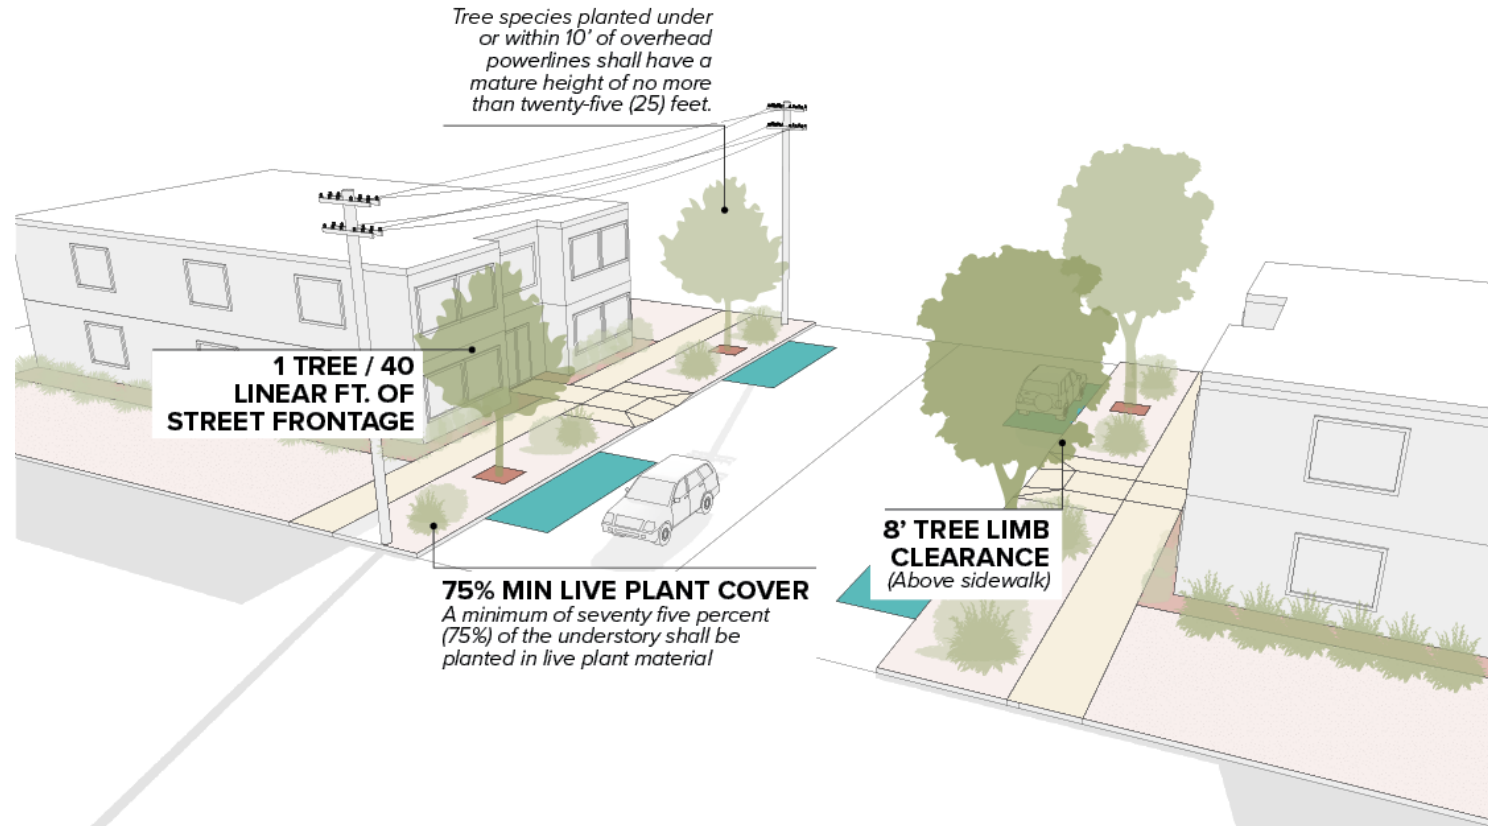 Tree species planted under
or within 10’ of overhead
powerlines shall have a
mature height of no more
than twenty-five (25) feet.
1 TREE / 40
LINEAR FT. OF
STREET FRONTAGE
8’ TREE LIMB
CLEARANCE
(Above sidewalk)
75% MIN LIVE PLANT COVER
A minimum of seventy five percent
(75%) of the understory shall be
planted in live plant material